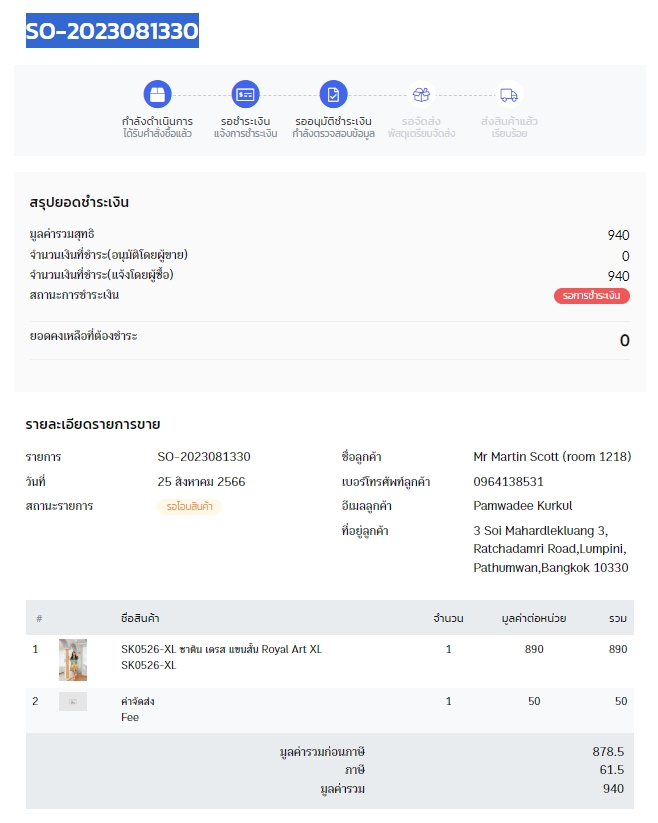 SO-2023081330
กำลังดำเนินการ
ได้รับคำสั่งซื้อแล้ว
รอชำระเงิน
แจ้งการชำระเงิน
รออนุมัติชำระเงิน
กำลังตรวจสอบข้อมูล
รอจัดส่ง
พัสดุเตรียมจัดส่ง
ส่งสินค้าแล้ว
เรียบร้อย
สรุปยอดชำระเงิน
มูลค่ารวมสุทธิ 940
จำนวนเงินที่ชำระ(อนุมัติโดยผู้ขาย) 0
จำนวนเงินที่ชำระ(แจ้งโดยผู้ซื้อ) 940
สถานะการชำระเงิน รอการชำระเงิน
ยอดคงเหลือที่ต้องชำระ 0
รายละเอียดรายการขาย
รายการ SO-2023081330
วันที่ 25 สิงหาคม 2566
สถานะรายการ รอโอนสินค้า
ชื่อลูกค้า Mr Martin Scott (room 1218)
เบอร์โทรศัพท์ลูกค้า 0964138531
อีเมลลูกค้า Pamwadee Kurkul
ที่อยู่ลูกค้า 3 Soi Mahardlekluang 3,
Ratchadamri Road,Lumpini,
Pathumwan,Bangkok 10330
# ชื่อสินค้า จำนวน มูลค่าต่อหน่วย รวม
1 SK0526-XL ซาติน เดรส แขนสั้น Royal Art XL 1 890 890
SK0526-XL
2 ค่าจัดส่ง 1 50 50
Fee
มูลค่ารวมก่อนภาษี 878.5
ภาษี 61.5
มูลค่ารวม 940